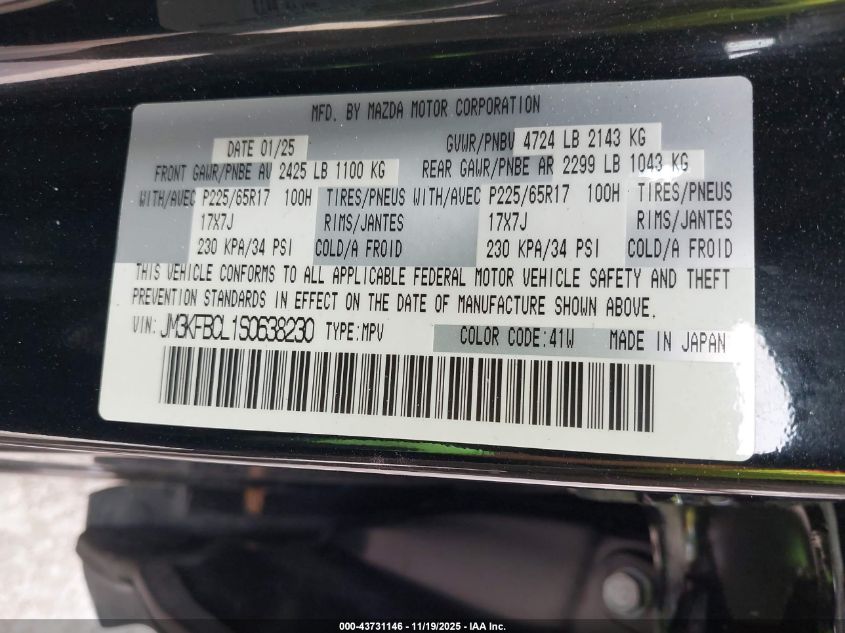 MFD. BY MAZDA MOTOR CORPORATION
DATE 01/25 GVWR/PNBV 4724 LB 2143 KG
FRONT GAWR/PNBE AV 2425 LB 1100 KG REAR GAWR/PNBE AR 2299 LB 1043 KG
WITH/AVEC P225/65R17 100H TIRES/PNEUS WITH/AVEC P225/65R17 100H TIRES/PNEUS
17X7J RIMS/JANTES 17X7J RIMS/JANTES
230 KPA/34 PSI COLD/A FROID 230 KPA/34 PSI COLD/A FROID
THIS VEHICLE CONFORMS TO ALL APPLICABLE FEDERAL MOTOR VEHICLE SAFETY AND THEFT
PREVENTION STANDARDS IN EFFECT ON THE DATE OF MANUFACTURE SHOWN ABOVE.
VIN: JM3KFBCL1S0638230 TYPE:MPV COLOR CODE:41W MADE IN JAPAN
000-43731146 - 11/19/2025 - IAA Inc.